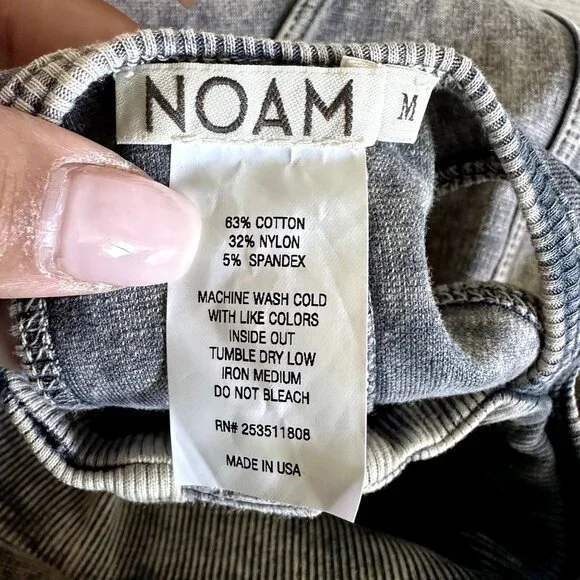 NOAM
M
63% COTTON
32% NYLON
5% SPANDEX
MACHINE WASH COLD
WITH LIKE COLORS
INSIDE OUT
TUMBLE DRY LOW
IRON MEDIUM
DO NOT BLEACH
RN# 253511808
MADE IN USA